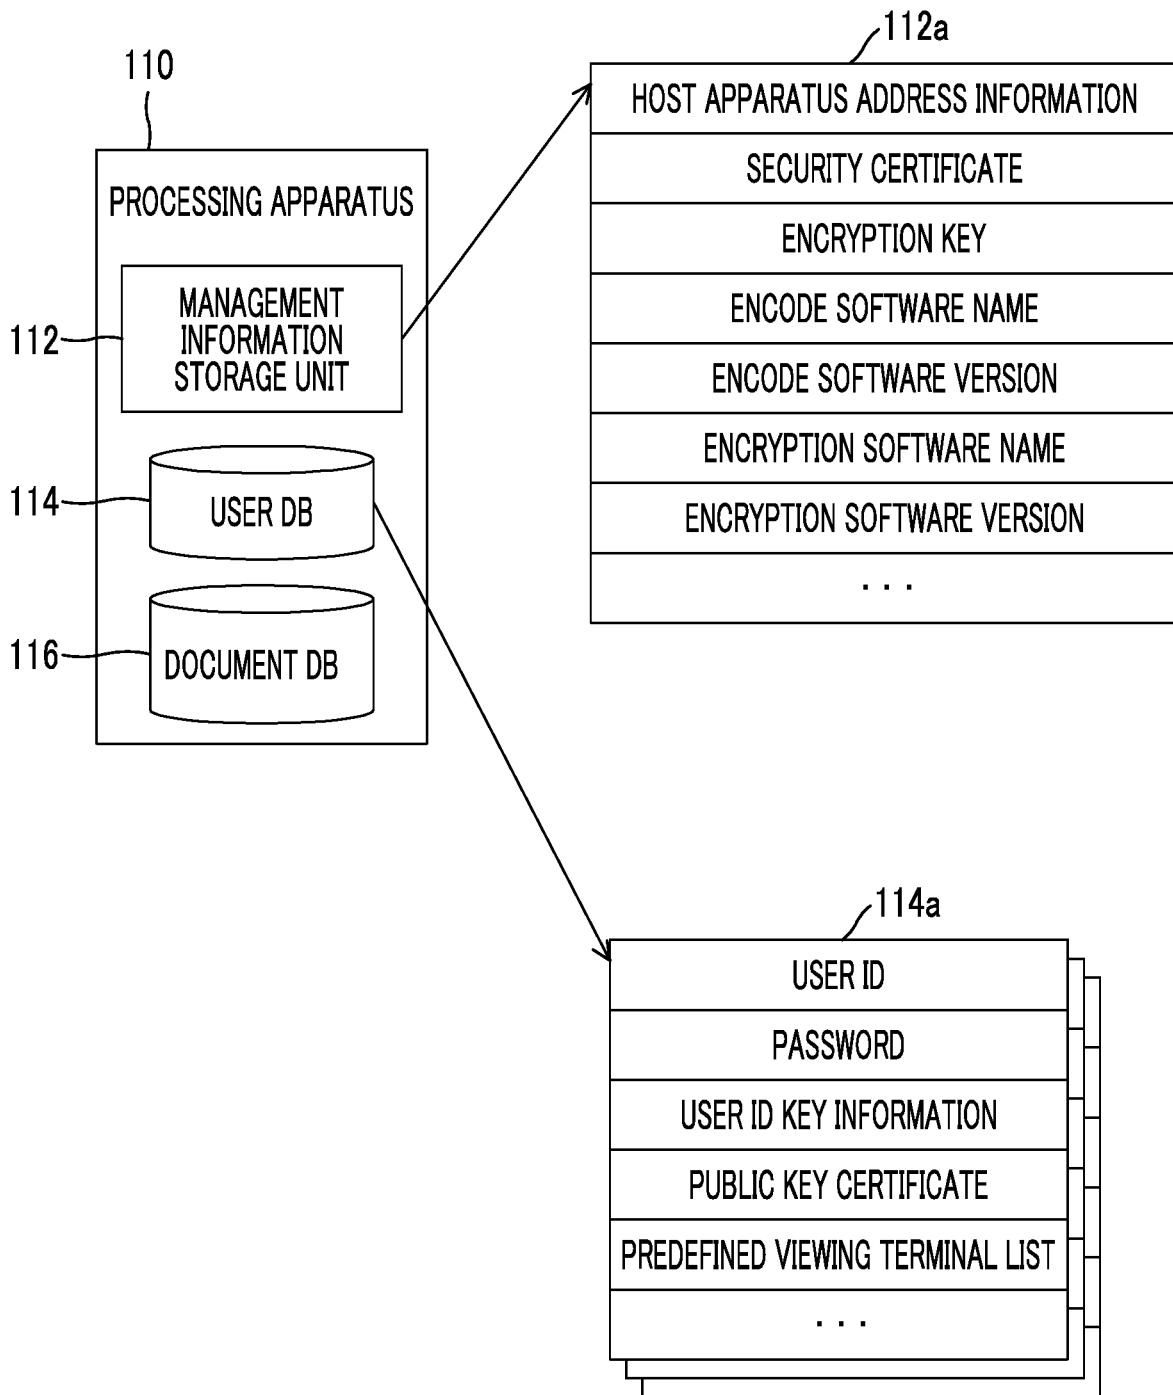 110
PROCESSING APPARATUS
112
MANAGEMENT
INFORMATION
STORAGE UNIT
114
USER DB
116
DOCUMENT DB
112a
HOST APPARATUS ADDRESS INFORMATION
SECURITY CERTIFICATE
ENCRYPTION KEY
ENCODE SOFTWARE NAME
ENCODE SOFTWARE VERSION
ENCRYPTION SOFTWARE NAME
ENCRYPTION SOFTWARE VERSION
. . .
114a
USER ID
PASSWORD
USER ID KEY INFORMATION
PUBLIC KEY CERTIFICATE
PREDEFINED VIEWING TERMINAL LIST
. . .